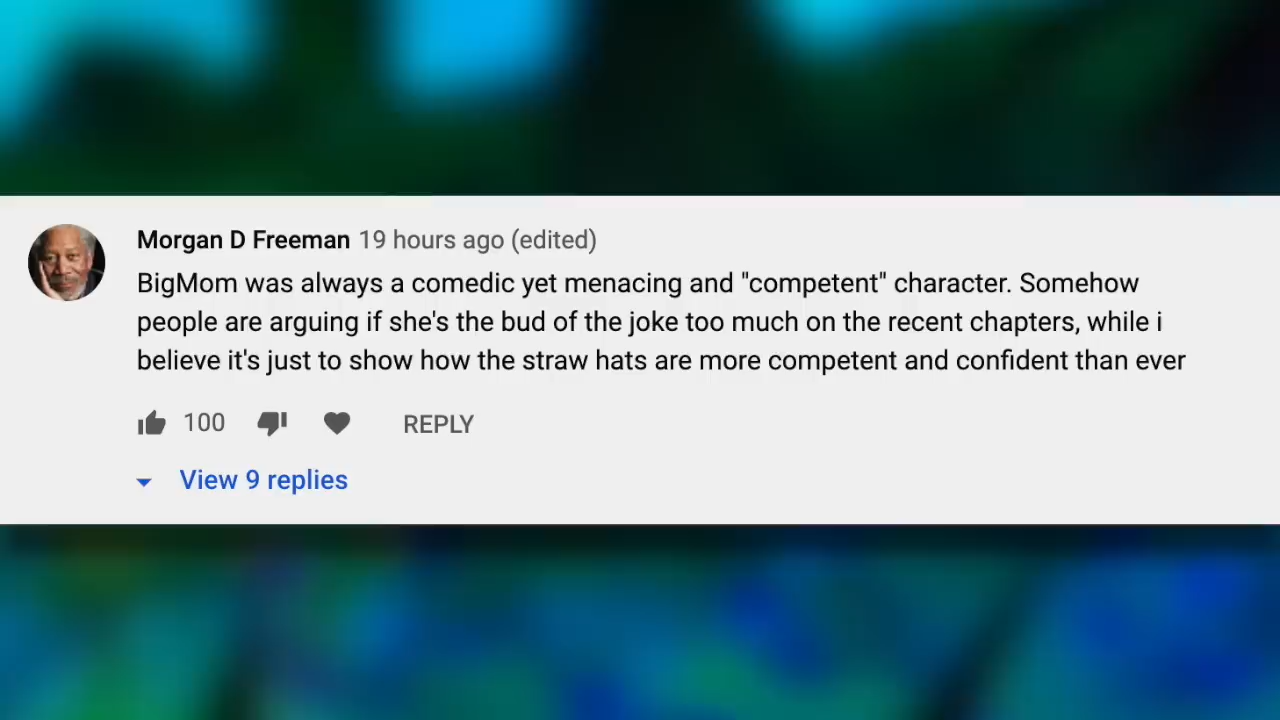 Morgan D Freeman 19 hours ago (edited)
BigMom was always a comedic yet menacing and "competent" character. Somehow
people are arguing if she's the bud of the joke too much on the recent chapters, while i
believe it's just to show how the straw hats are more competent and confident than ever
100 REPLY
View 9 replies